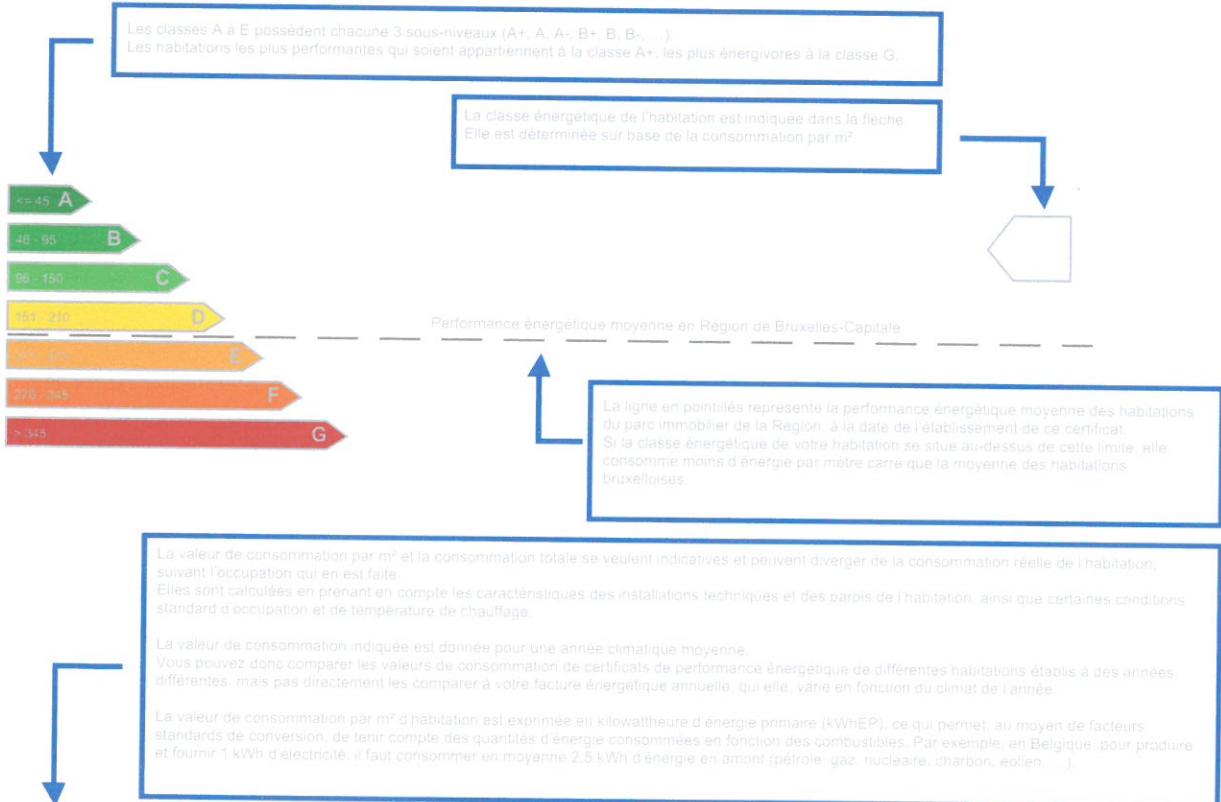 Les classes A à E possèdent chacune 3 sous-niveaux (A+, A, A-, B+, B, B-, ...)
Les habitations les plus performantes qui soient appartiennent à la classe A+, les plus énergivores à la classe G.
La classe énergétique de l'habitation est indiquée dans la flèche.
Elle est déterminée sur base de la consommation par m²
<= 45 A
46 - 95 B
96 - 150 C
151 - 210 D
Performance énergétique moyenne en Région de Bruxelles-Capitale
E
276 - 345 F
> 345 G
La ligne en pointillés représente la performance énergétique moyenne des habitations
du parc immobilier de la Région, à la date de l'établissement de ce certificat.
Si la classe énergétique de votre habitation se situe au-dessus de cette limite, elle
consomme moins d'énergie par mètre carré que la moyenne des habitations
bruxelloises.
La valeur de consommation par m² et la consommation totale se veulent indicatives et peuvent diverger de la consommation réelle de l'habitation,
suivant l'occupation qui en est faite.
Elles sont calculées en prenant en compte les caractéristiques des installations techniques et des parois de l'habitation, ainsi que certaines conditions
standard d'occupation et de température de chauffage.
La valeur de consommation indiquée est donnée pour une année climatique moyenne.
Vous pouvez donc comparer les valeurs de consommation de certificats de performance énergétique de différentes habitations établis à des années
différentes, mais pas directement les comparer à votre facture énergétique annuelle, qui elle, varie en fonction du climat de l'année.
La valeur de consommation par m² d'habitation est exprimée en kilowattheure d'énergie primaire (kWhEP), ce qui permet, au moyen de facteurs
standards de conversion, de tenir compte des quantités d'énergie consommées en fonction des combustibles. Par exemple, en Belgique, pour produire
et fournir 1 kWh d'électricité, il faut consommer en moyenne 2,5 kWh d'énergie en amont (pétrole, gaz, nucléaire, charbon, éolien, ...).